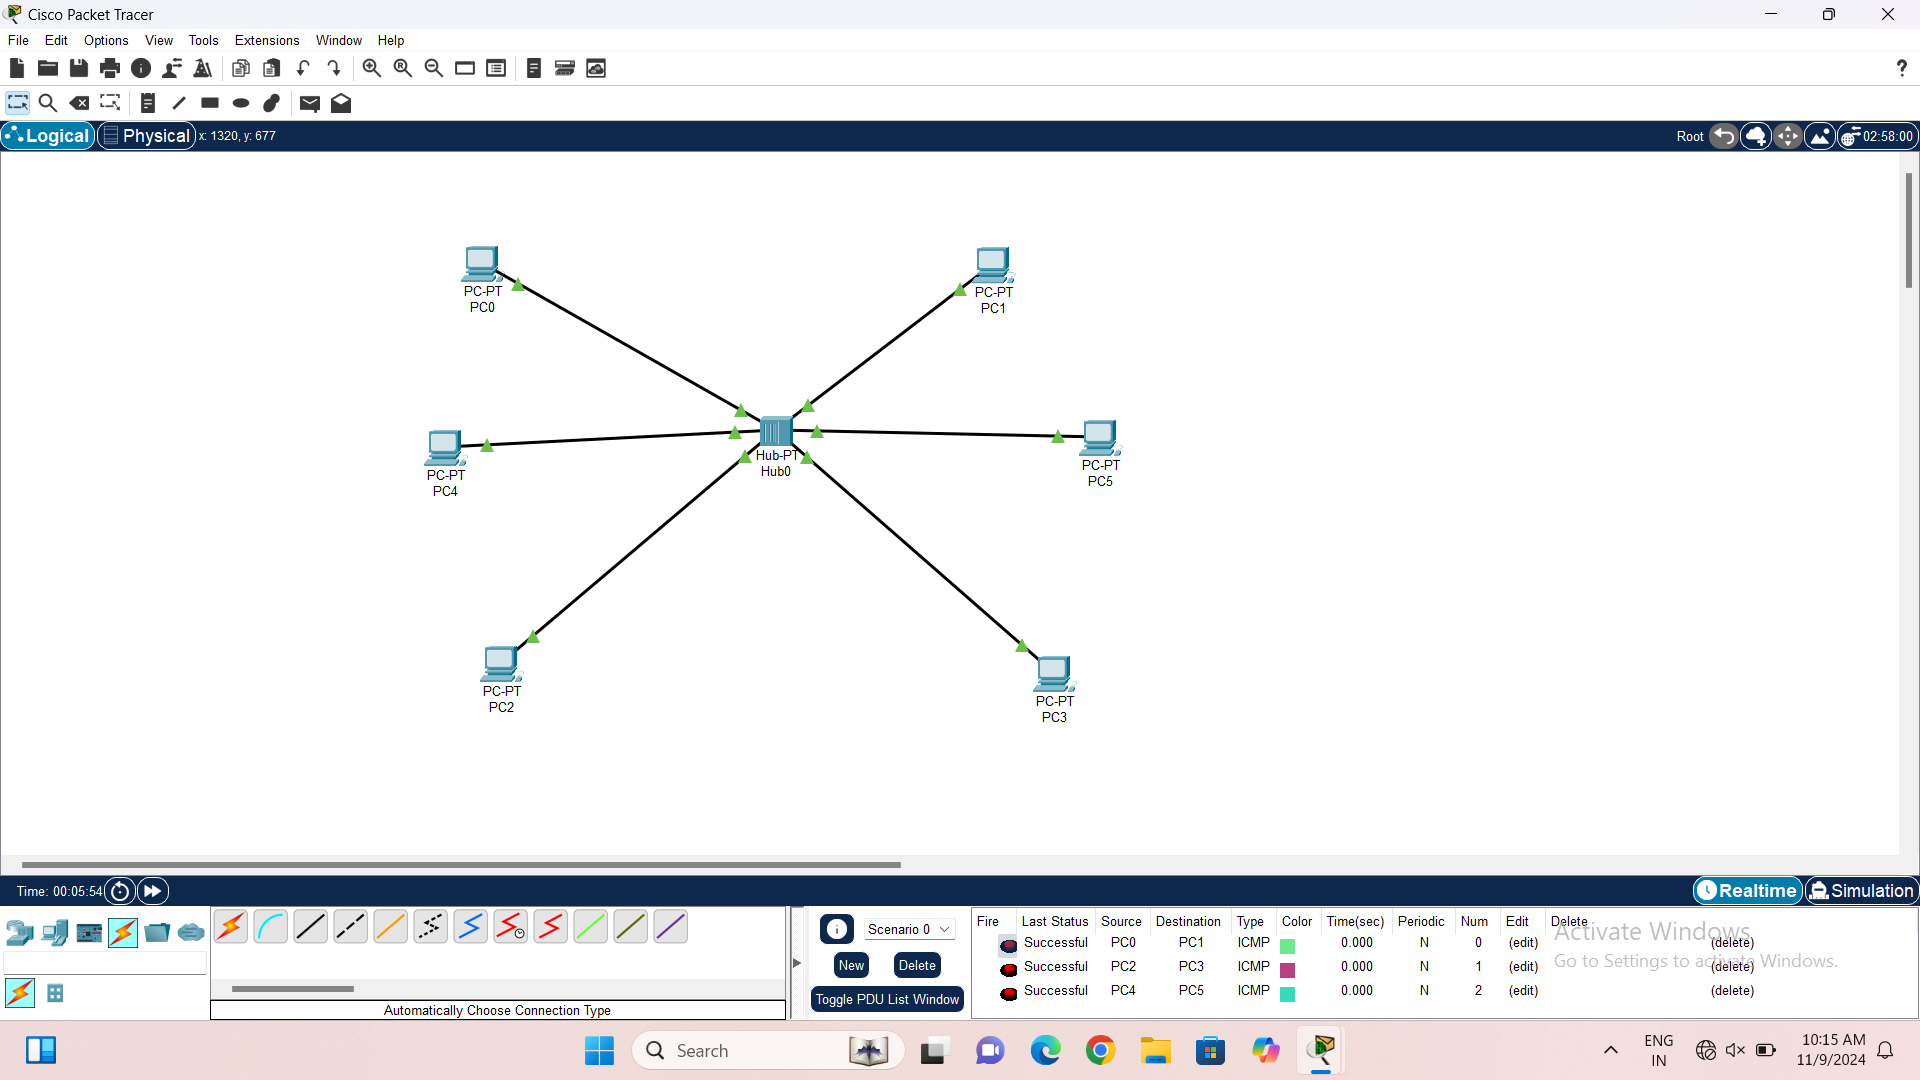 Cisco Packet Tracer
File Edit Options View Tools Extensions Window Help
?
Logical Physical x: 1320, y: 677 Root 02:58:00
PC-PT
PC0
PC-PT
PC1
PC-PT
PC4
Hub-PT
Hub0
PC-PT
PC5
PC-PT
PC2
PC-PT
PC3
Time: 00:05:54 Realtime Simulation
Scenario 0
New Delete
Toggle PDU List Window
Automatically Choose Connection Type
Fire Last Status Source Destination Type Color Time(sec) Periodic Num Edit Delete
Successful PC0 PC1 ICMP 0.000 N 0 (edit) (delete)
Successful PC2 PC3 ICMP 0.000 N 1 (edit) (delete)
Successful PC4 PC5 ICMP 0.000 N 2 (edit) (delete)
Activate Windows
Go to Settings to activate Windows.
Search
ENG
IN
10:15 AM
11/9/2024